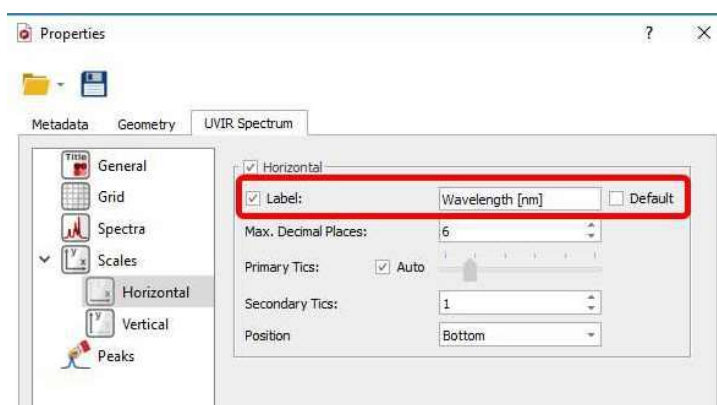 Properties
?
Metadata Geometry UVIR Spectrum
Title
General
Grid
Spectra
Scales
Horizontal
Vertical
Peaks
Horizontal
Label: Wavelength [nm] Default
Max. Decimal Places: 6
Primary Tics: Auto
Secondary Tics: 1
Position Bottom